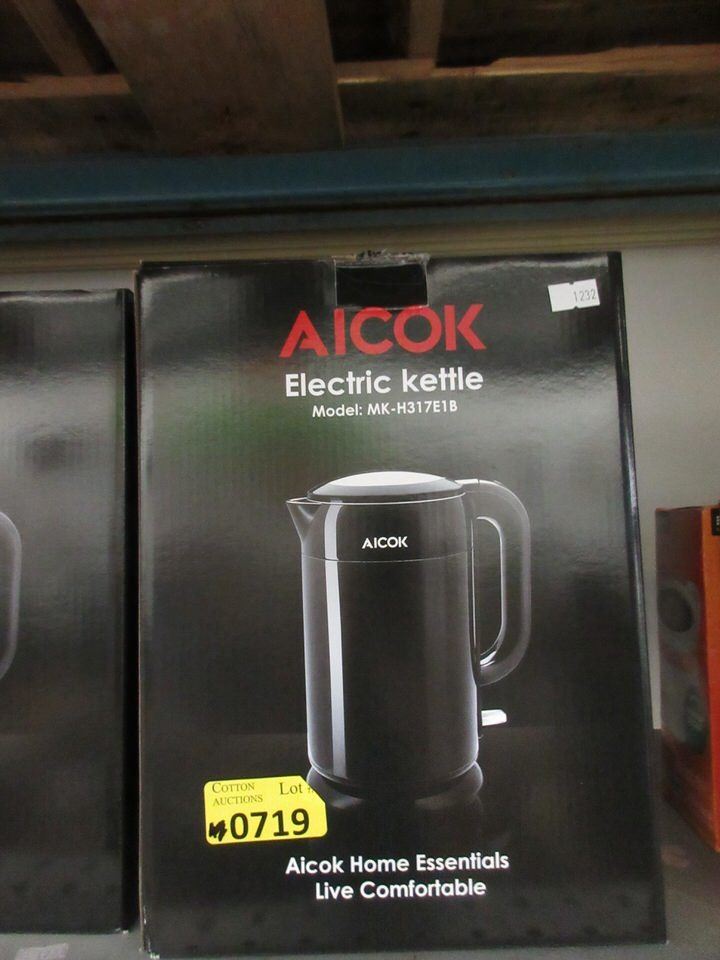 1232
AICOK
Electric kettle
Model: MK-H317E1B
AICOK
COTTON Lot
AUCTIONS
0719
Aicok Home Essentials
Live Comfortable